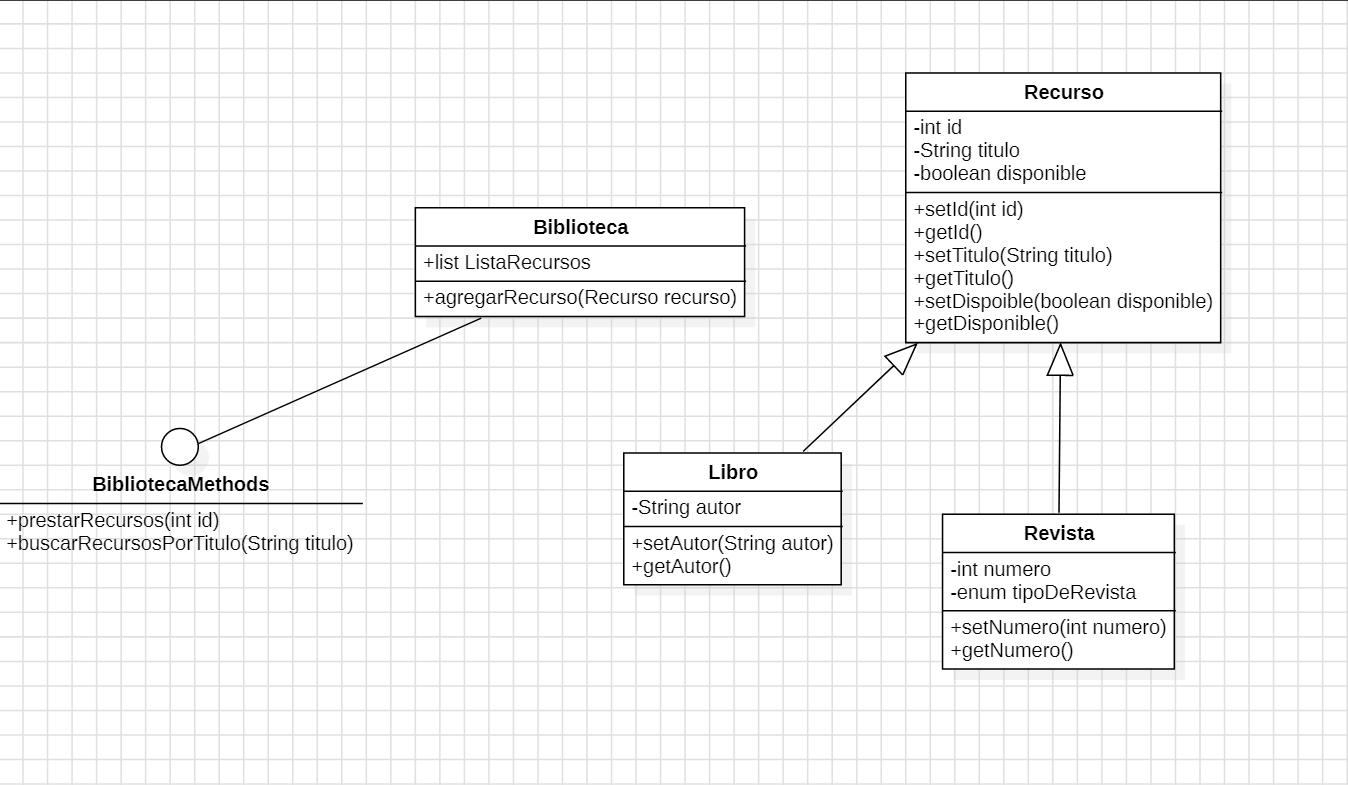 Recurso
-int id
-String titulo
-boolean disponible
+setId(int id)
+getId()
+setTitulo(String titulo)
+getTitulo()
+setDispoible(boolean disponible)
+getDisponible()
Biblioteca
+list ListaRecursos
+agregarRecurso(Recurso recurso)
BibliotecaMethods
+prestarRecursos(int id)
+buscarRecursosPorTitulo(String titulo)
Libro
-String autor
+setAutor(String autor)
+getAutor()
Revista
-int numero
-enum tipoDeRevista
+setNumero(int numero)
+getNumero()